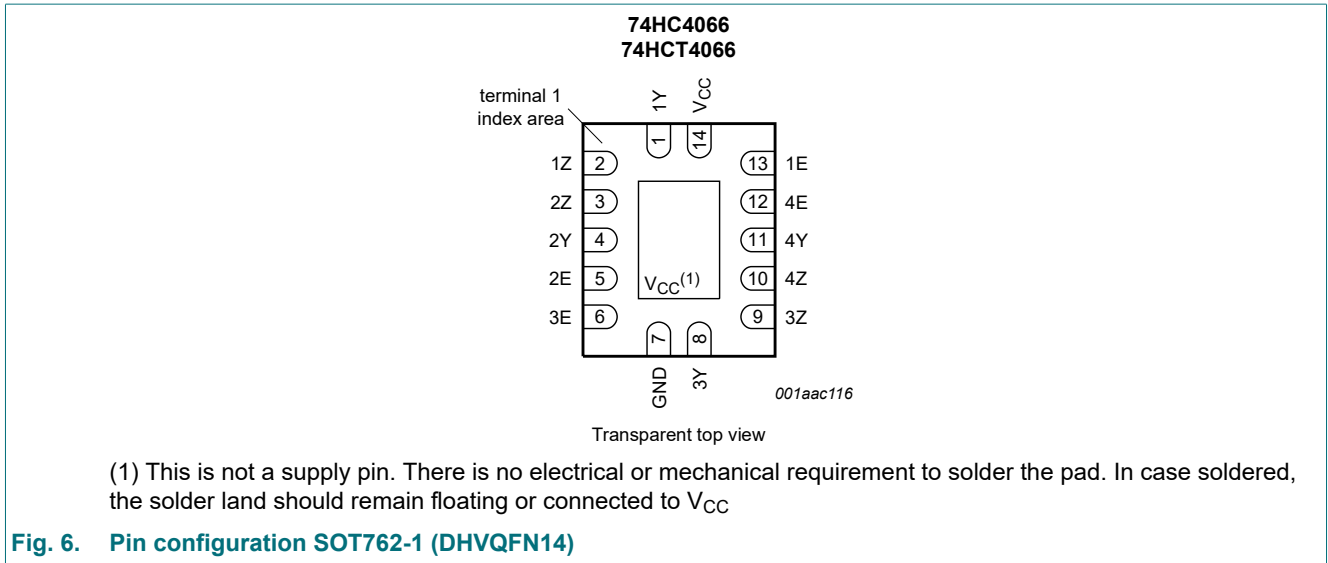 74HC4066
74HCT4066
terminal 1
index area
1Y
VCC
1
14
1Z 2
13 1E
2Z 3
12 4E
2Y 4
11 4Y
2E 5
VCC(1)
10 4Z
3E 6
9 3Z
7
8
GND
3Y
001aac116
Transparent top view
(1) This is not a supply pin. There is no electrical or mechanical requirement to solder the pad. In case soldered,
the solder land should remain floating or connected to VCC
Fig. 6. Pin configuration SOT762-1 (DHVQFN14)